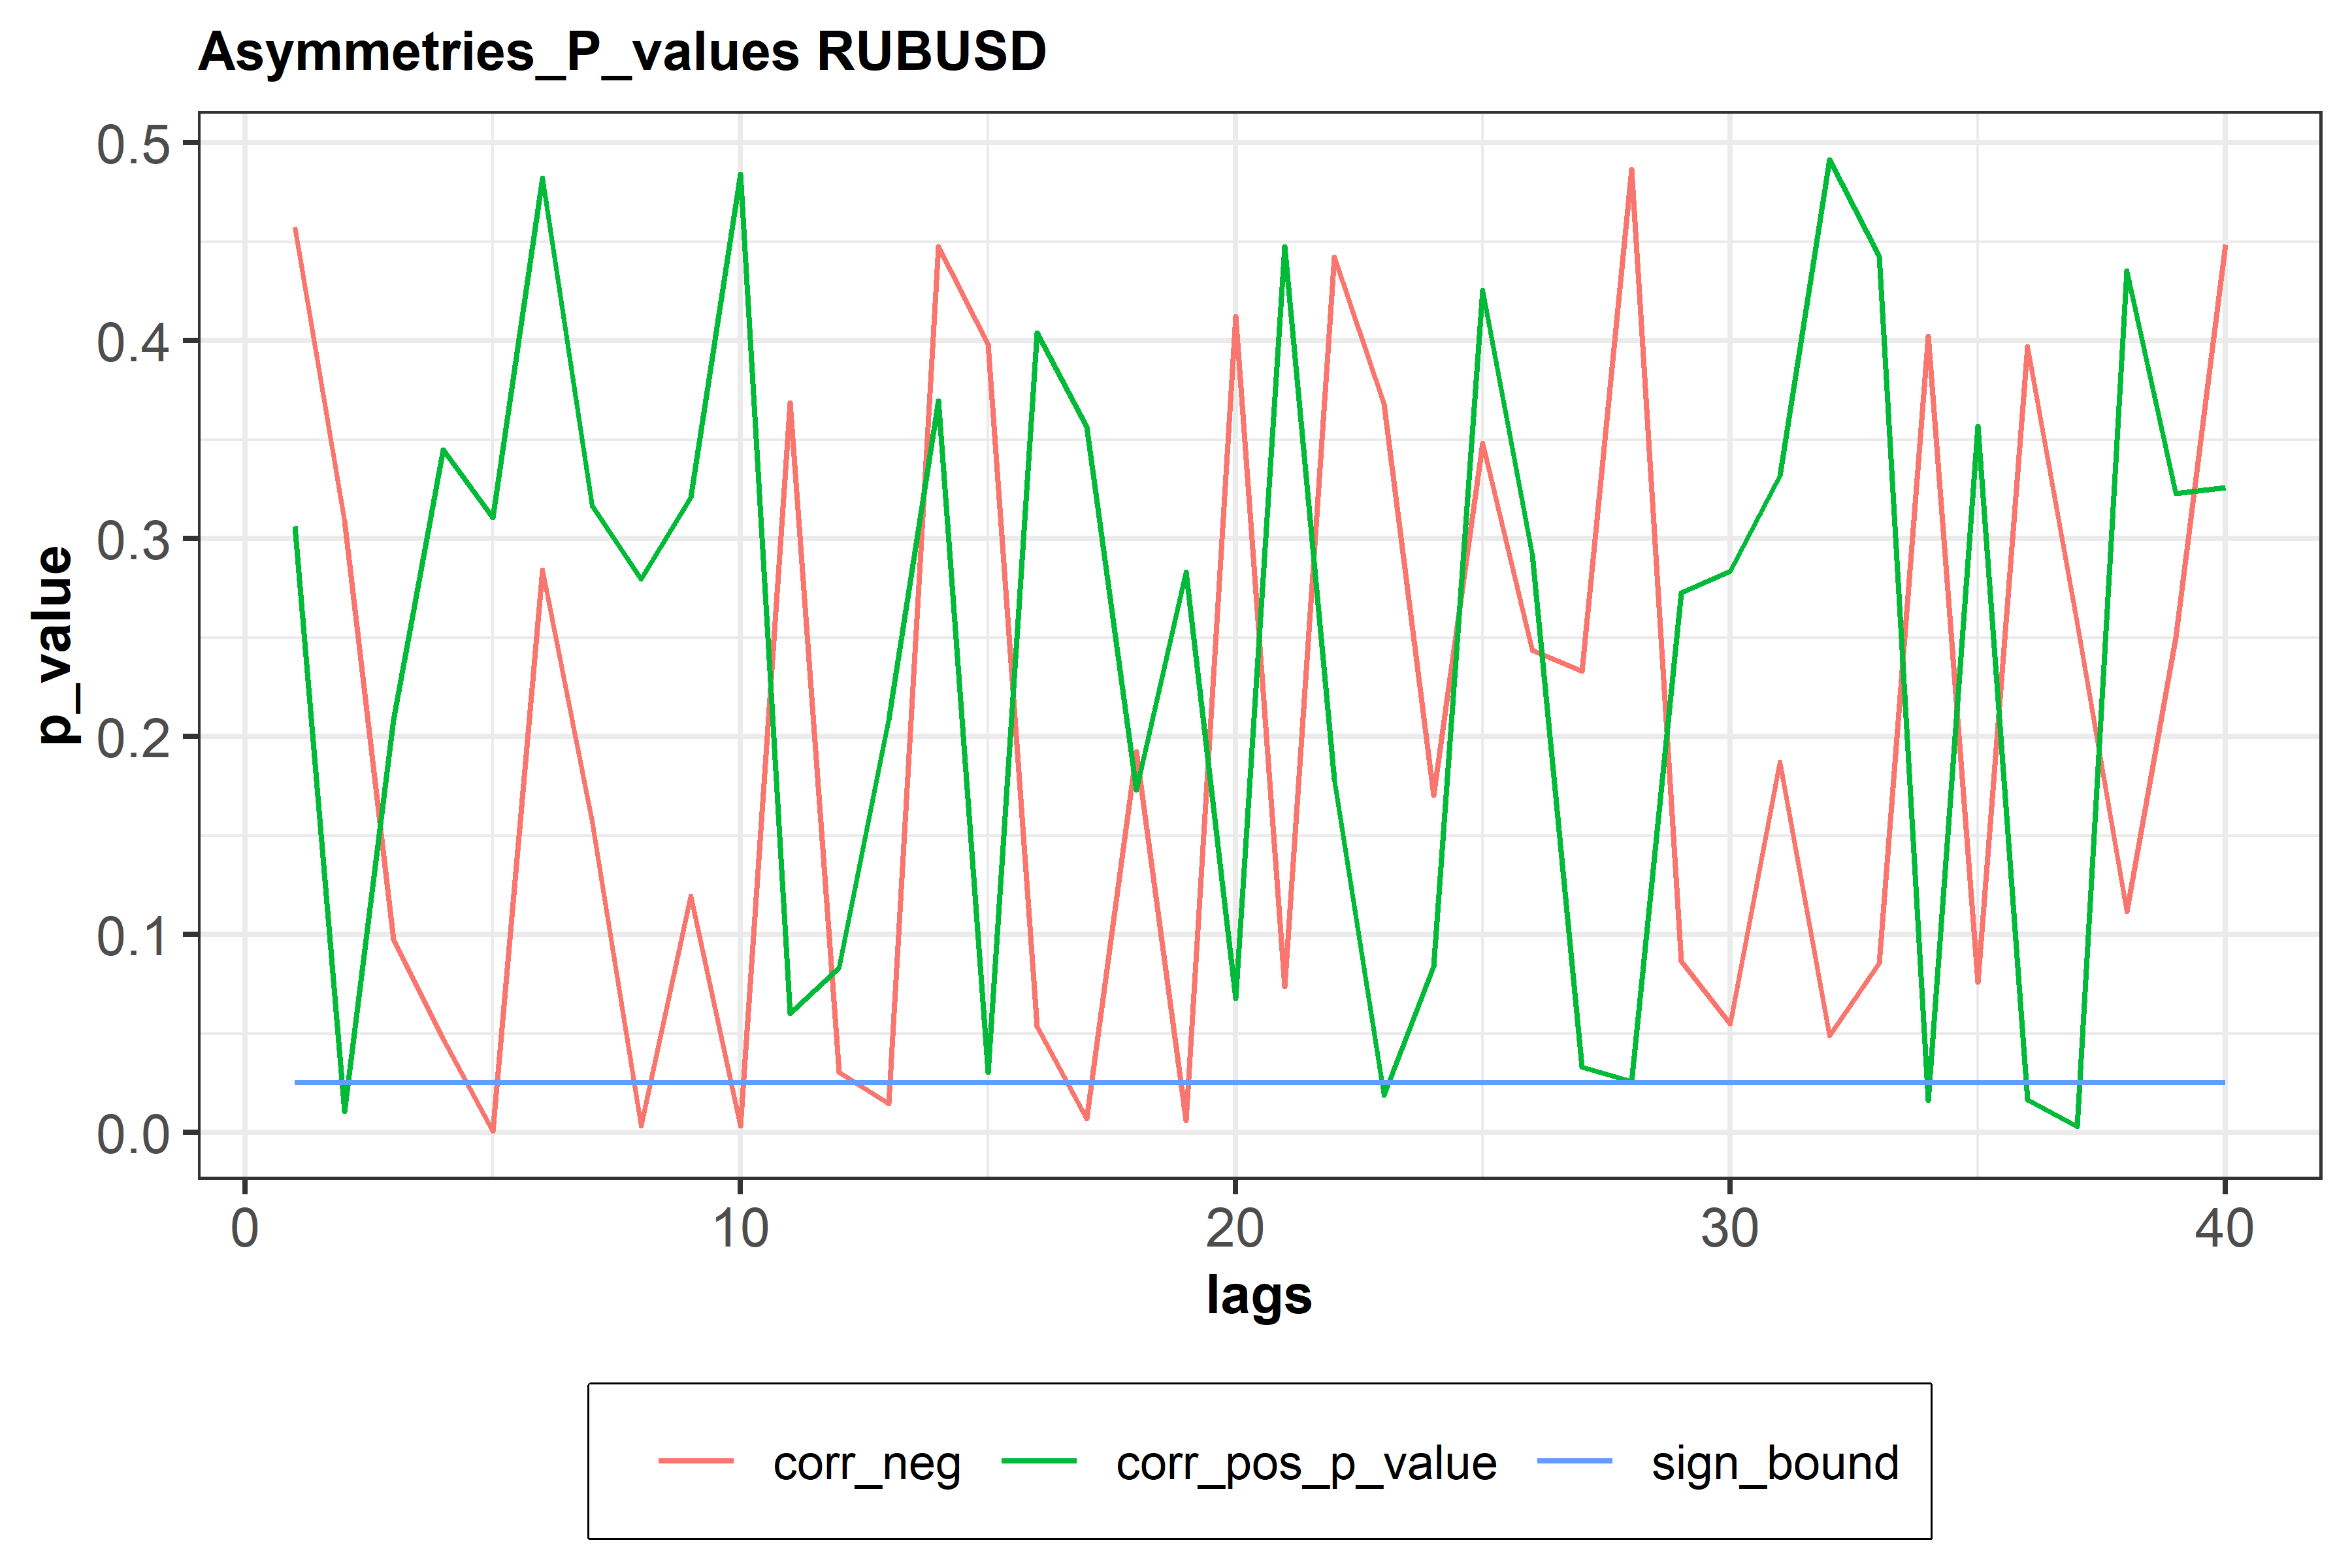 Asymmetries_P_values RUBUSD
0.5
0.4
0.3
0.2
0.1
0.0
p_value
0 10 20 30 40
lags
corr_neg corr_pos_p_value sign_bound